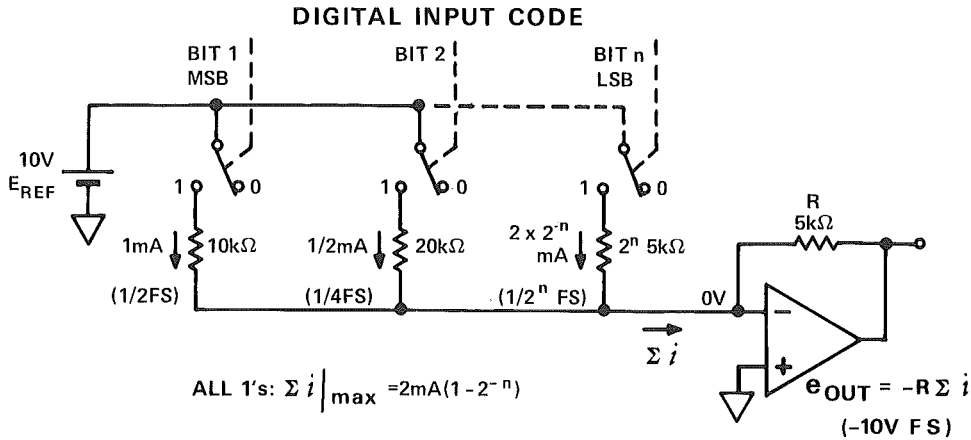 DIGITAL INPUT CODE
BIT 1
MSB
BIT 2
BIT n
LSB
10V
E_REF
1 0
1 0
1 0
1mA 10kΩ
(1/2FS)
1/2mA 20kΩ
(1/4FS)
2 x 2^-n
mA
2^n 5kΩ
(1/2^n FS)
R
5kΩ
0V
−
+
Σ i
ALL 1's: Σ i|max =2mA(1-2^-n)
e_OUT = -RΣ i
(-10V FS)